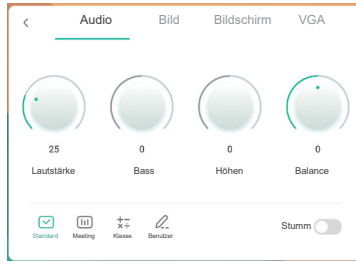 Audio Bild Bildschirm VGA
25 0 0 0
Lautstärke Bass Höhen Balance
Standard Meeting Klasse Benutzer Stumm